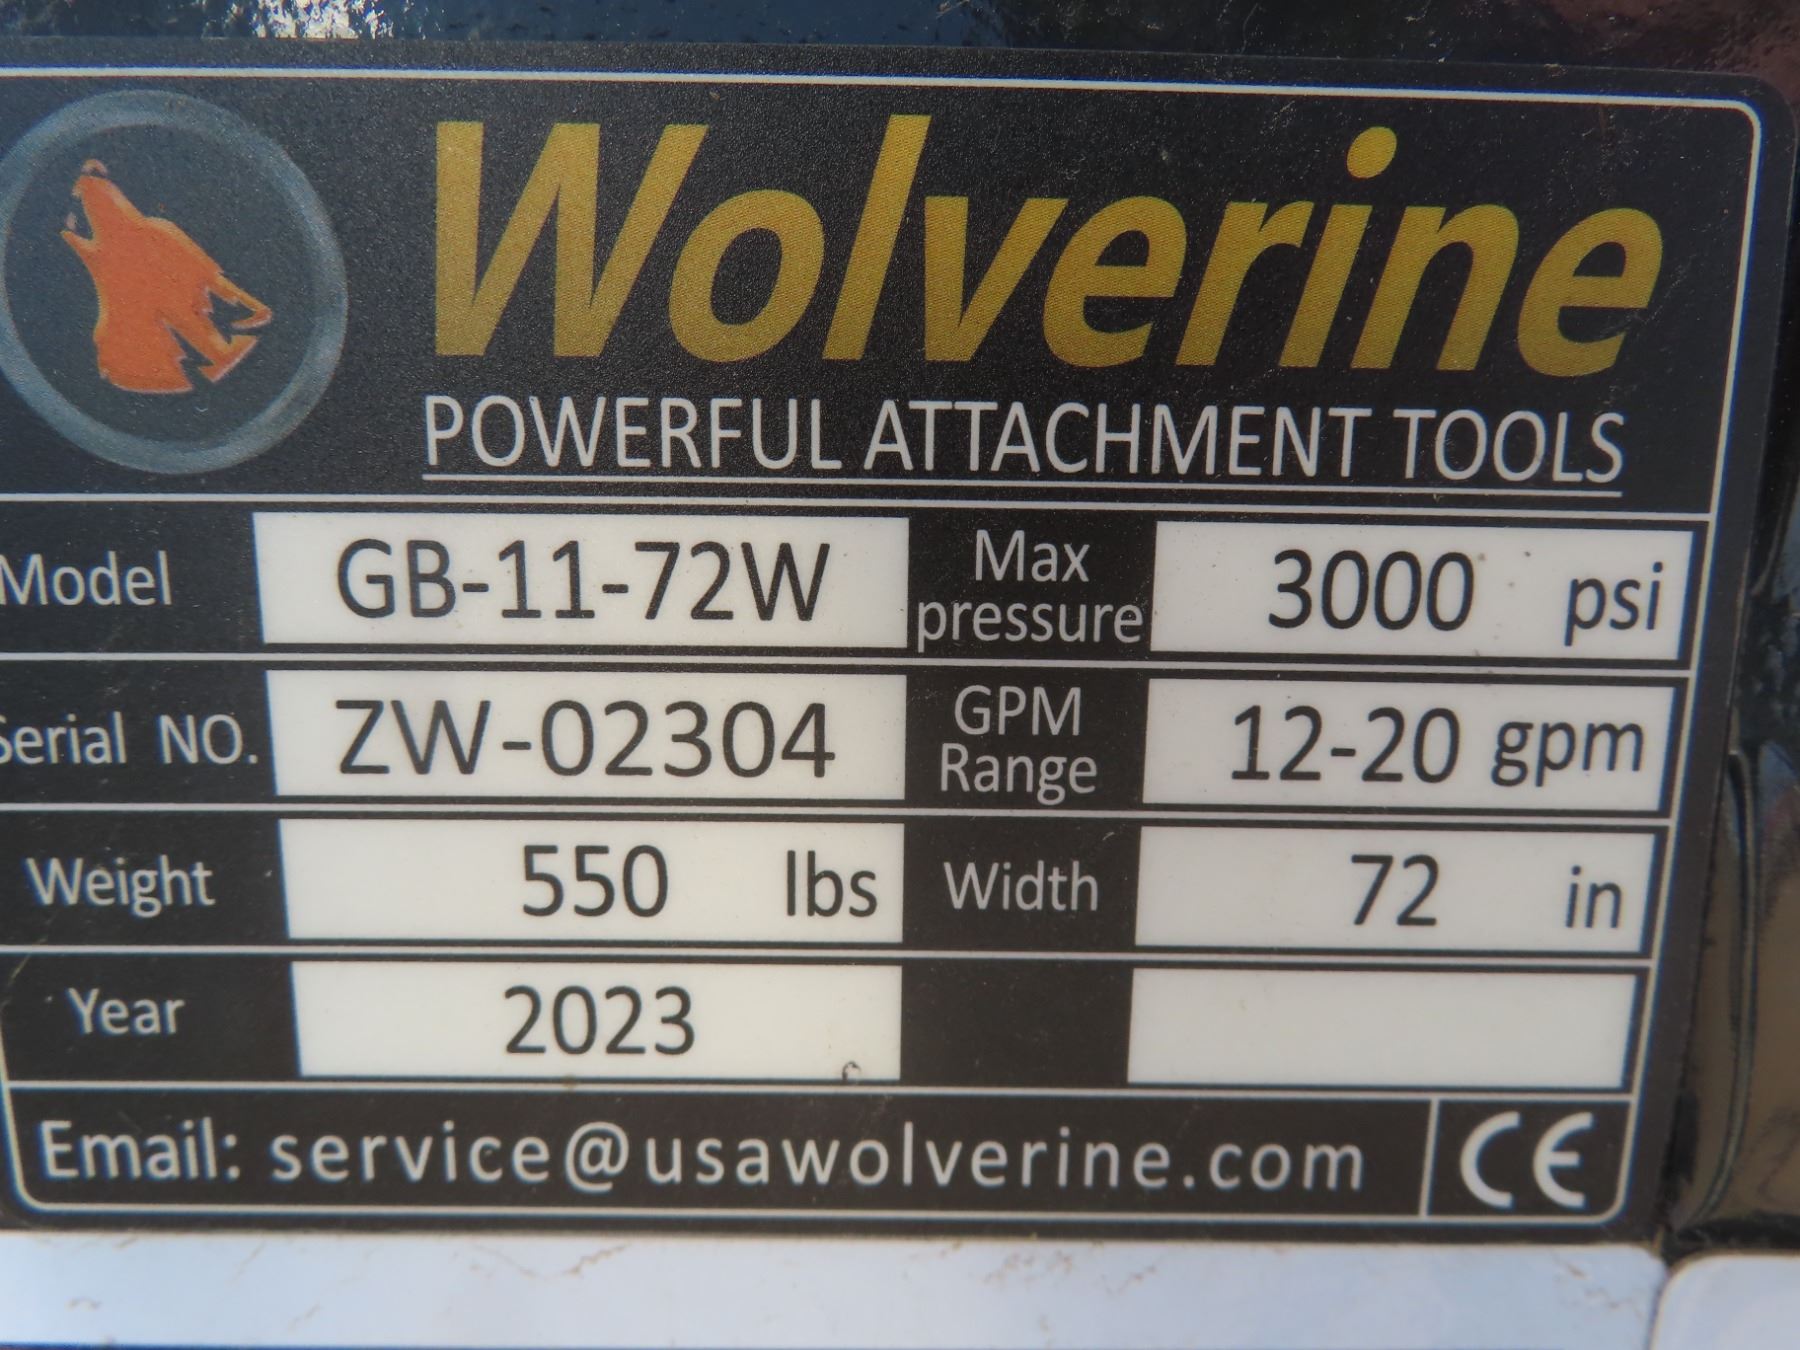 Wolverine
POWERFUL ATTACHMENT TOOLS
Model GB-11-72W Max pressure 3000 psi
Serial NO. ZW-02304 GPM Range 12-20 gpm
Weight 550 lbs Width 72 in
Year 2023
Email: service@usawolverine.com CE